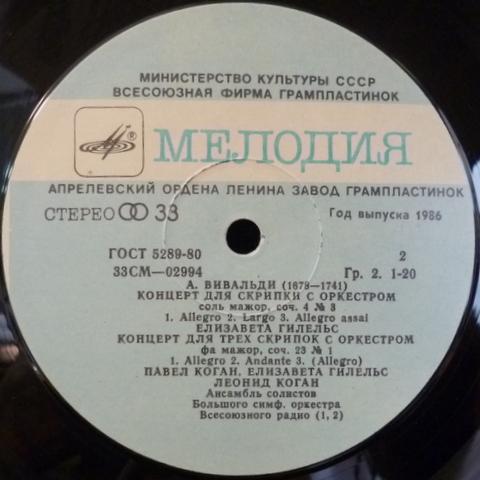 МИНИСТЕРСТВО КУЛЬТУРЫ СССР
ВСЕСОЮЗНАЯ ФИРМА ГРАМПЛАСТИНОК
МЕЛОДИЯ
АПРЕЛЕВСКИЙ ОРДЕНА ЛЕНИНА ЗАВОД ГРАМПЛАСТИНОК
СТЕРЕО 33
Год выпуска 1986
ГОСТ 5289-80
2
33СМ—02994
Гр. 2. 1-20
А. ВИВАЛЬДИ (1678—1741)
КОНЦЕРТ ДЛЯ СКРИПКИ С ОРКЕСТРОМ
соль мажор, соч. 4 № 3
1. Allegro 2. Largo 3. Allegro assai
ЕЛИЗАВЕТА ГИЛЕЛЬС
КОНЦЕРТ ДЛЯ ТРЕХ СКРИПОК С ОРКЕСТРОМ
фа мажор, соч. 23 № 1
1. Allegro 2. Andante 3. (Allegro)
ПАВЕЛ КОГАН, ЕЛИЗАВЕТА ГИЛЕЛЬС
ЛЕОНИД КОГАН
Ансамбль солистов
Большого симф. оркестра
Всесоюзного радио (1, 2)